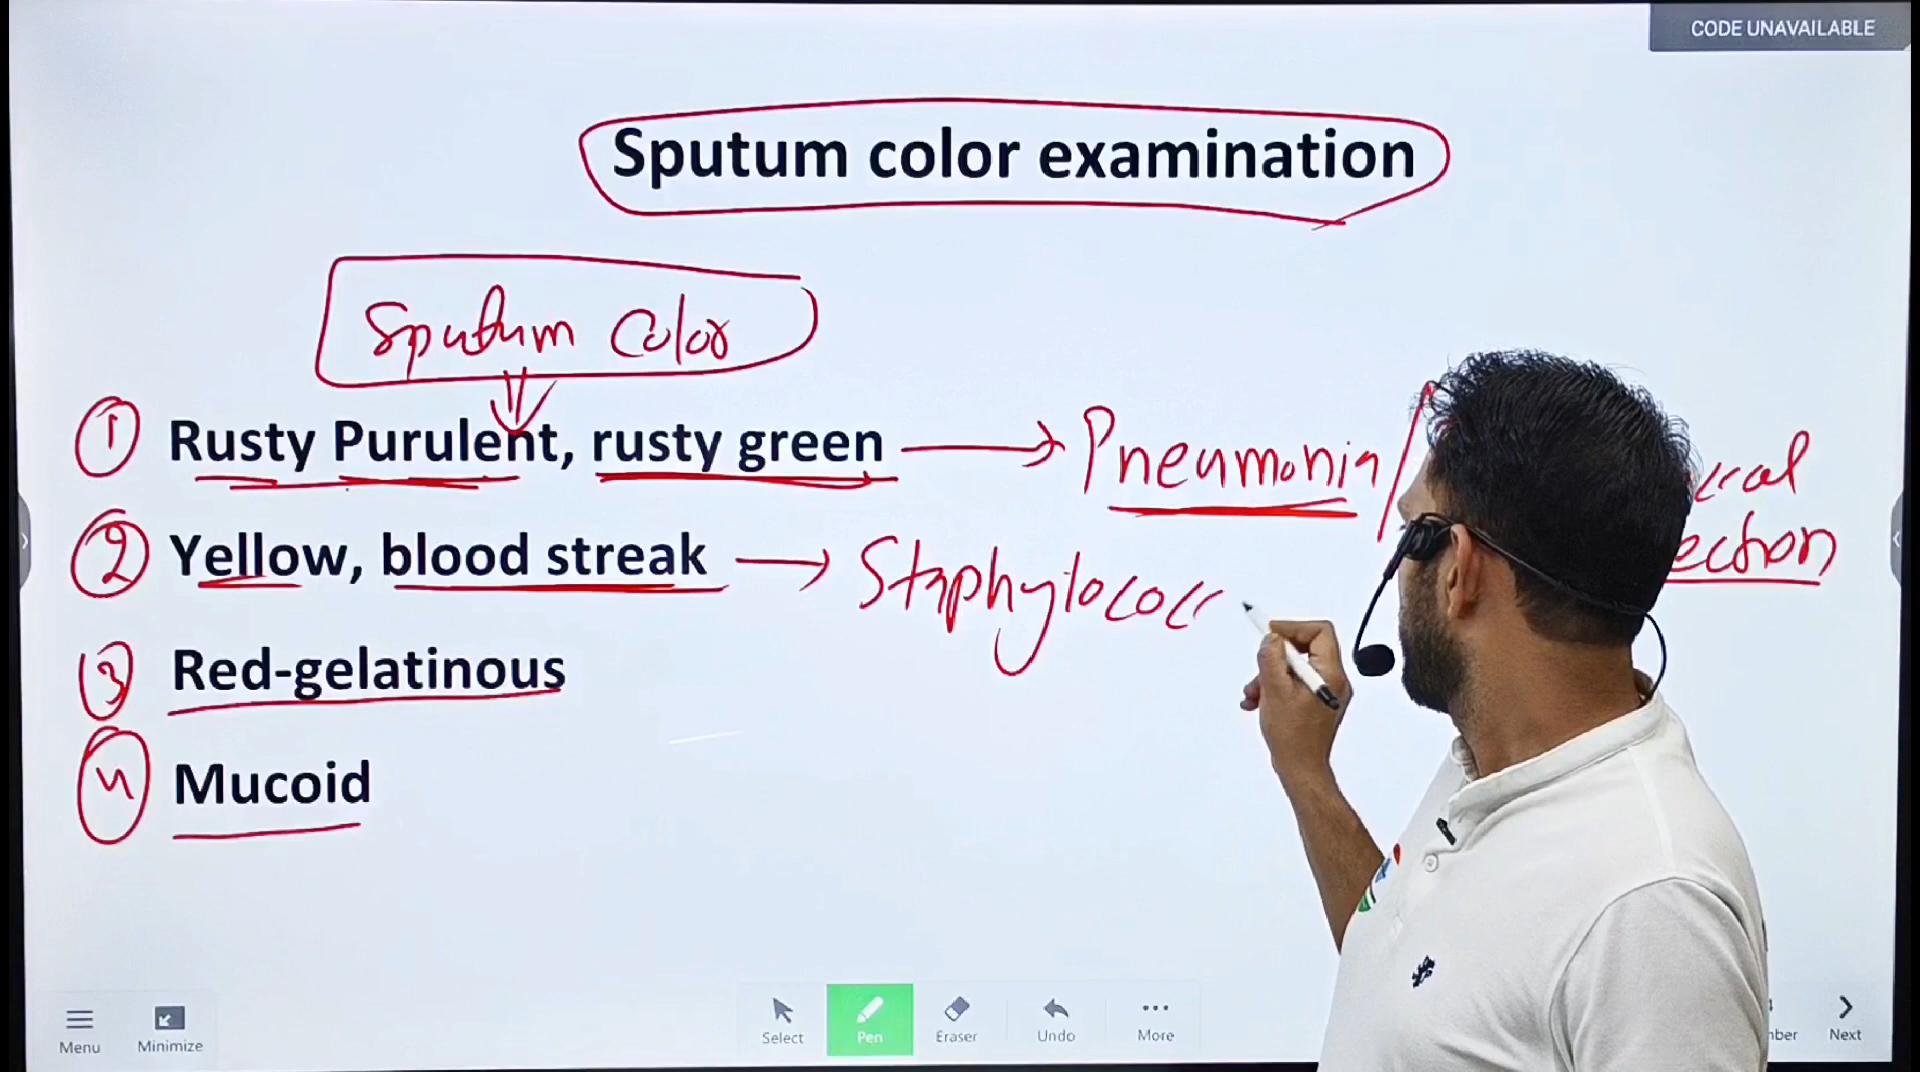 CODE UNAVAILABLE
Sputum color examination
Sputum Color
1 Rusty Purulent, rusty green → Pneumonia /
2 Yellow, blood streak → Staphylococc
3 Red-gelatinous
4 Mucoid
Menu Minimize Select Pen Eraser Undo More Next